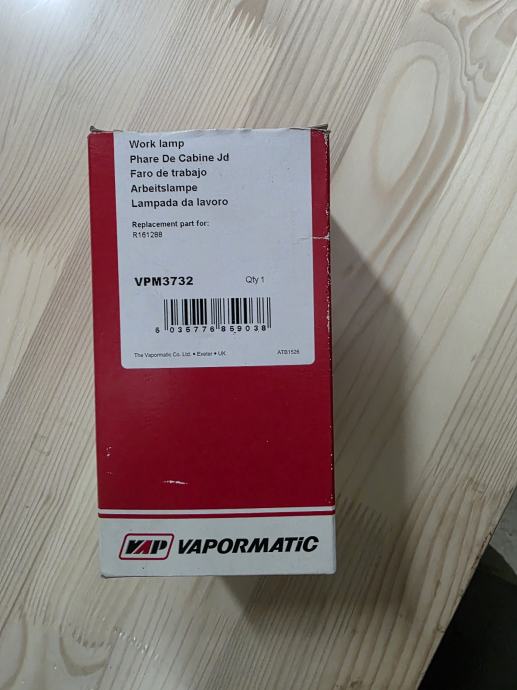 Work lamp
Phare De Cabine Jd
Faro de trabajo
Arbeitslampe
Lampada da lavoro
Replacement part for:
R161288
VPM3732 Qty 1
5 035776 859038
The Vapormatic Co. Ltd. • Exeter • UK ATB1526
VAP VAPORMATIC